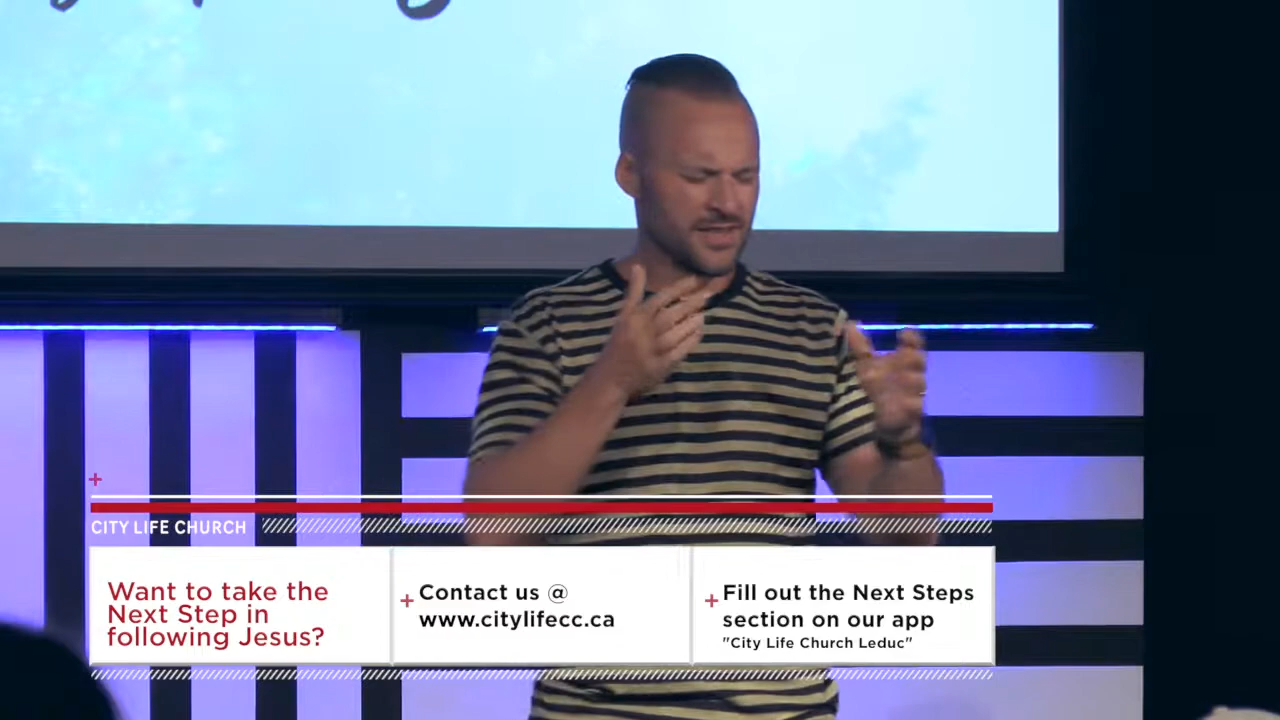 CITY LIFE CHURCH
Want to take the
Next Step in
following Jesus?
Contact us @
www.citylifecc.ca
Fill out the Next Steps
section on our app
"City Life Church Leduc"